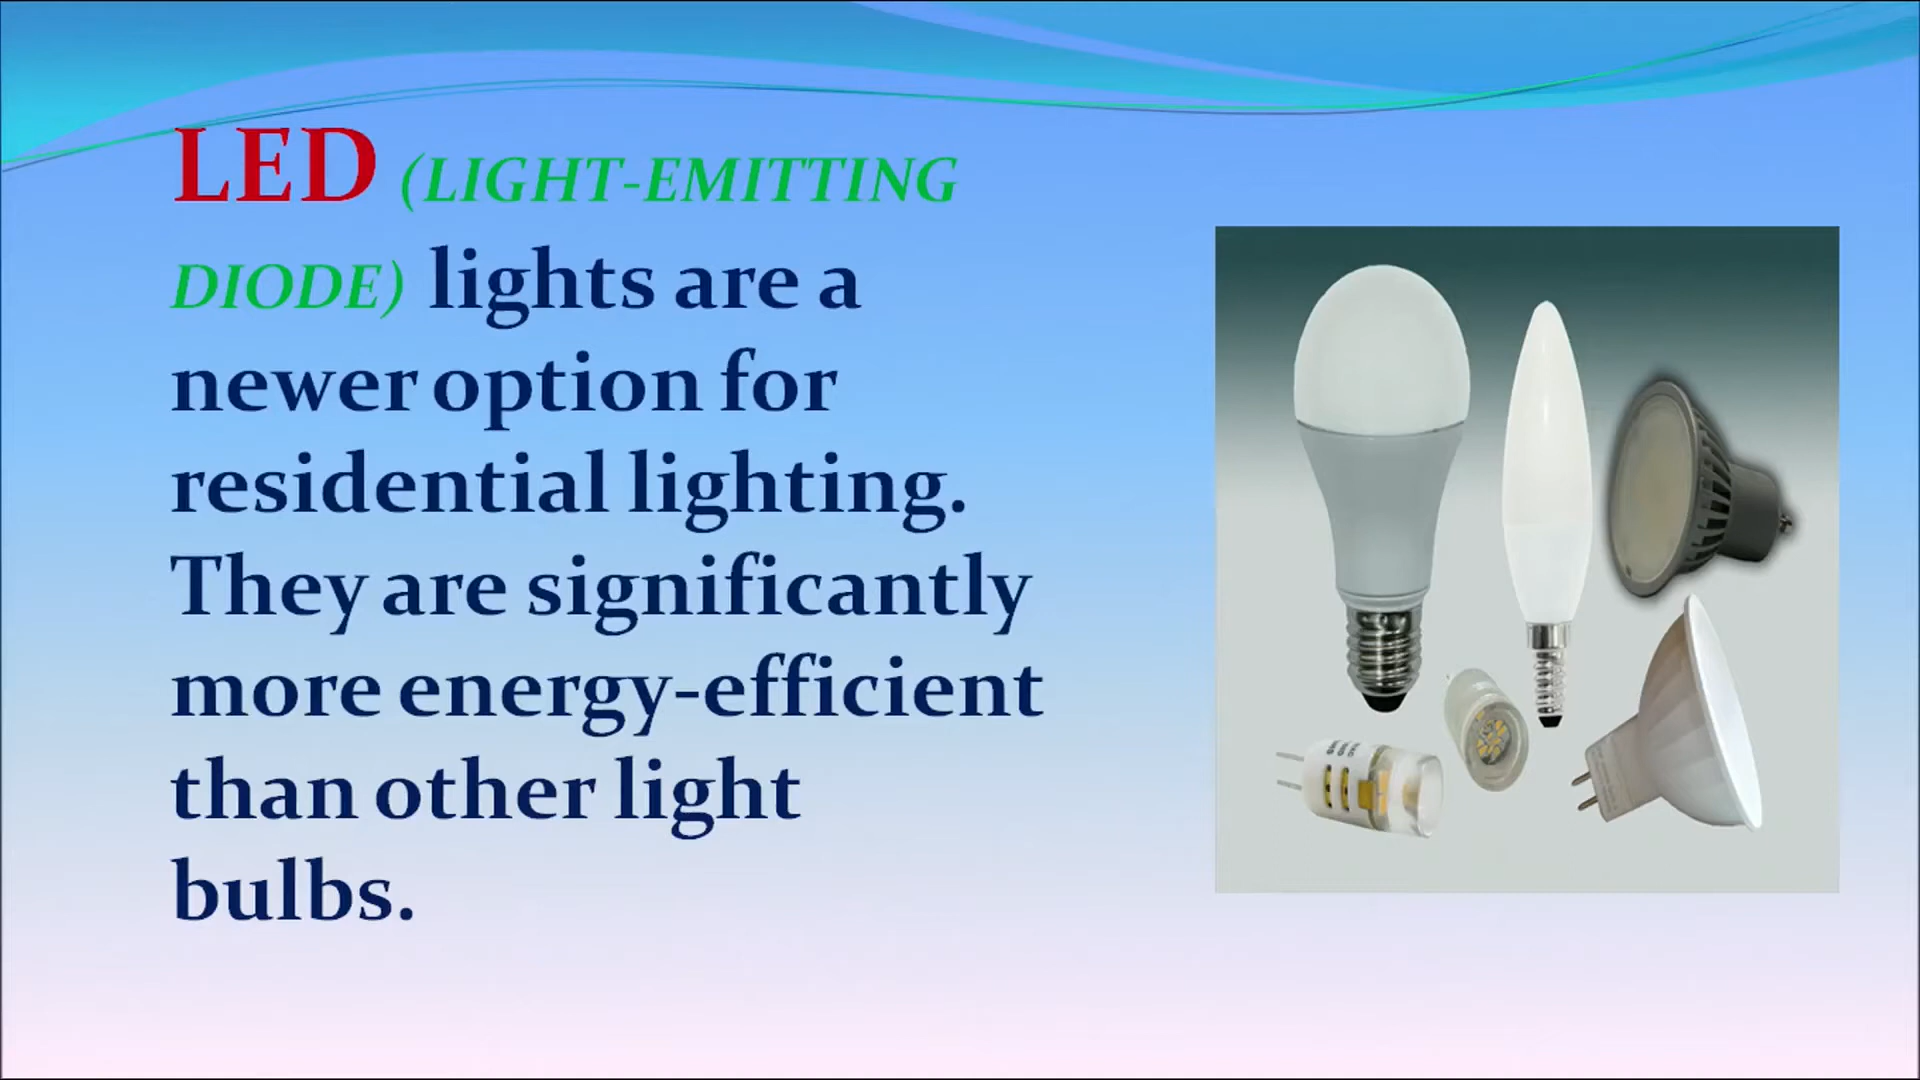 LED (LIGHT-EMITTING
DIODE) lights are a
newer option for
residential lighting.
They are significantly
more energy-efficient
than other light
bulbs.